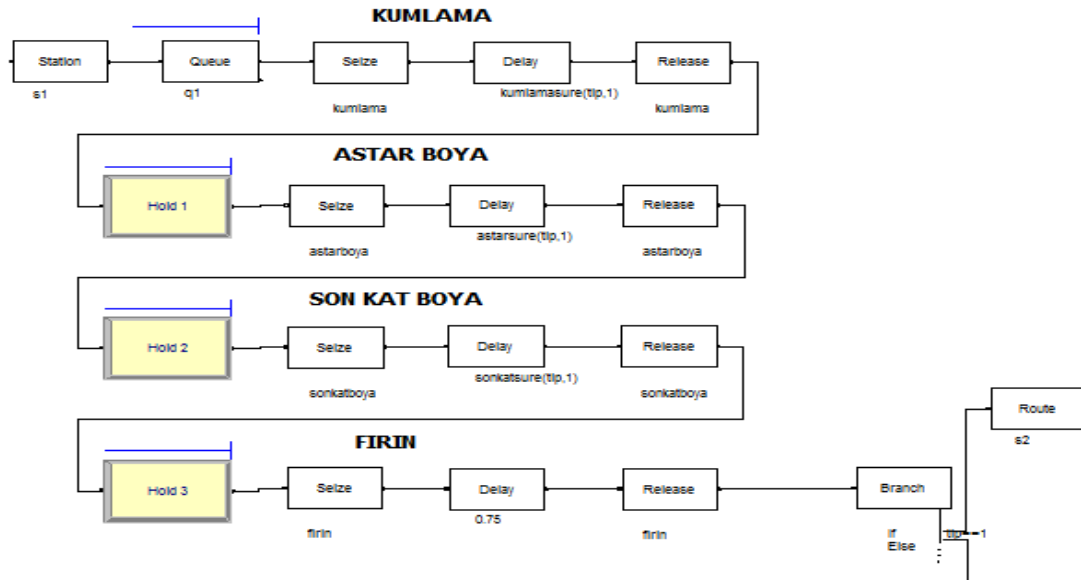 KUMLAMA
Station
Queue
Seize
Delay
Release
s1
q1
kumlama
kumlamasure(tip,1)
kumlama
ASTAR BOYA
Hold 1
Seize
Delay
Release
astarboya
astarsure(tip,1)
astarboya
SON KAT BOYA
Hold 2
Seize
Delay
Release
sonkatboya
sonkatsure(tip,1)
sonkatboya
Route
s2
FIRIN
Hold 3
Seize
Delay
Release
Branch
firin
0.75
firin
If
Else